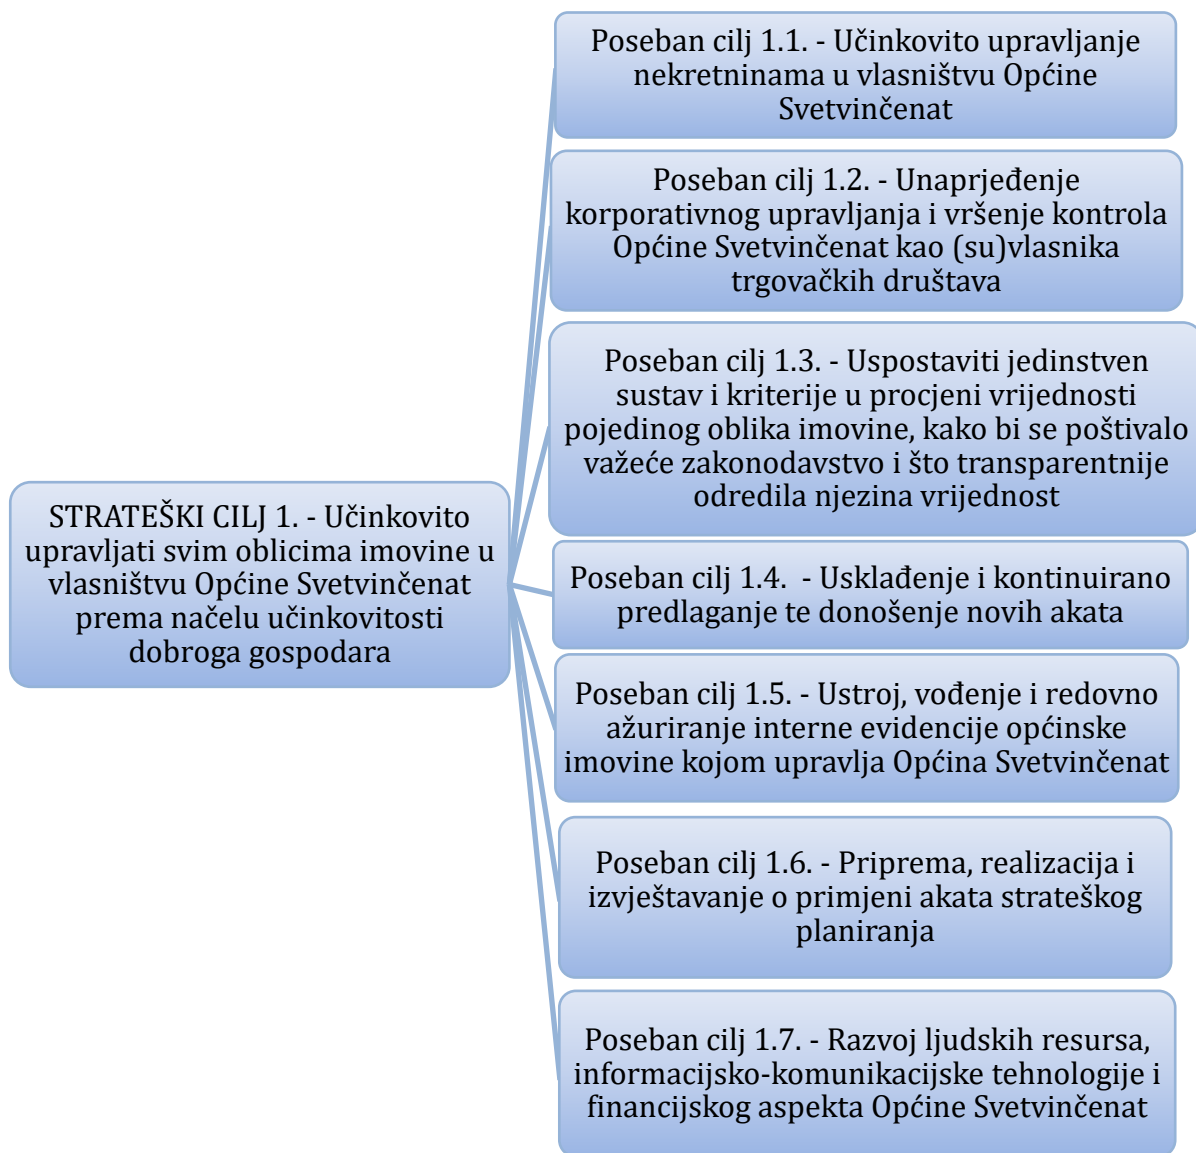 STRATEŠKI CILJ 1. - Učinkovito
upravljati svim oblicima imovine u
vlasništvu Općine Svetvinčenat
prema načelu učinkovitosti
dobroga gospodara
Poseban cilj 1.1. - Učinkovito upravljanje
nekretninama u vlasništvu Općine
Svetvinčenat
Poseban cilj 1.2. - Unaprjeđenje
korporativnog upravljanja i vršenje kontrola
Općine Svetvinčenat kao (su)vlasnika
trgovačkih društava
Poseban cilj 1.3. - Uspostaviti jedinstven
sustav i kriterije u procjeni vrijednosti
pojedinog oblika imovine, kako bi se poštivalo
važeće zakonodavstvo i što transparentnije
odredila njezina vrijednost
Poseban cilj 1.4. - Usklađenje i kontinuirano
predlaganje te donošenje novih akata
Poseban cilj 1.5. - Ustroj, vođenje i redovno
ažuriranje interne evidencije općinske
imovine kojom upravlja Općina Svetvinčenat
Poseban cilj 1.6. - Priprema, realizacija i
izvještavanje o primjeni akata strateškog
planiranja
Poseban cilj 1.7. - Razvoj ljudskih resursa,
informacijsko-komunikacijske tehnologije i
financijskog aspekta Općine Svetvinčenat